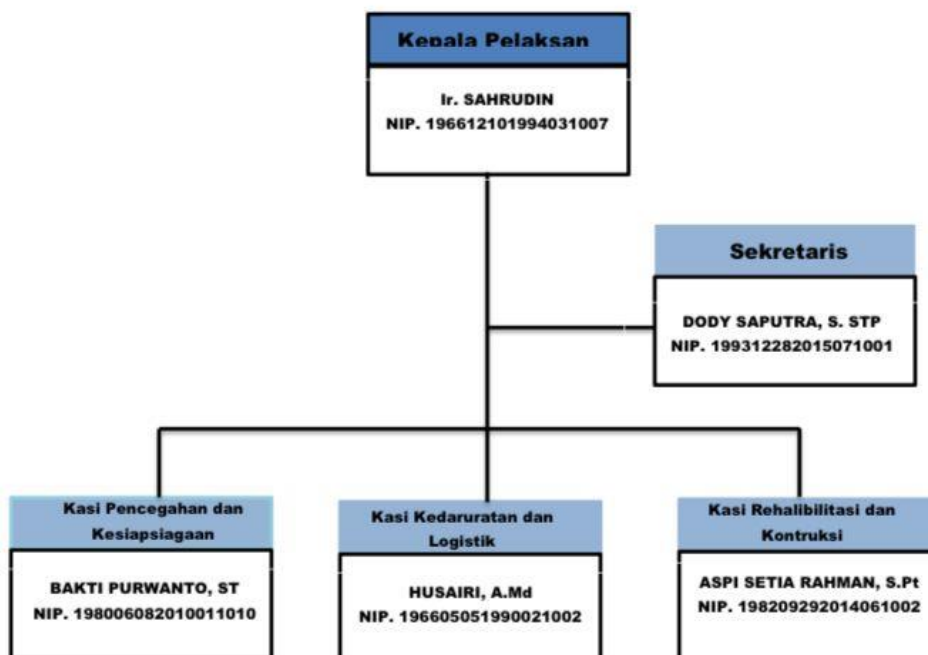 Kepala Pelaksan
Ir. SAHRUDIN
NIP. 196612101994031007
Sekretaris
DODY SAPUTRA, S. STP
NIP. 199312282015071001
Kasi Pencegahan dan
Kesiapsiagaan
BAKTI PURWANTO, ST
NIP. 198006082010011010
Kasi Kedaruratan dan
Logistik
HUSAIRI, A.Md
NIP. 196605051990021002
Kasi Rehalibilitasi dan
Kontruksi
ASPI SETIA RAHMAN, S.Pt
NIP. 198209292014061002